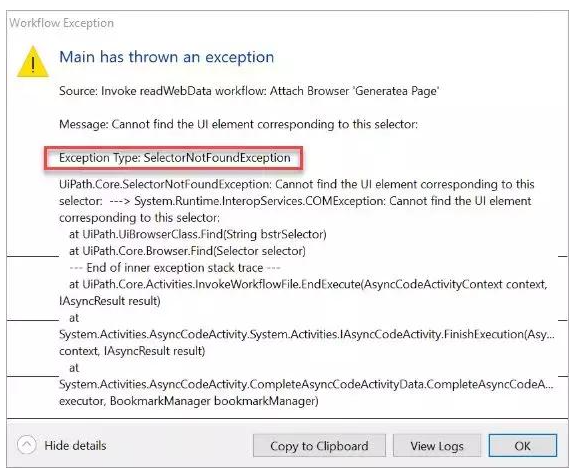 Workflow Exception
Main has thrown an exception
Source: Invoke readWebData workflow: Attach Browser 'Generatea Page'
Message: Cannot find the UI element corresponding to this selector:
Exception Type: SelectorNotFoundException
UiPath.Core.SelectorNotFoundException: Cannot find the UI element corresponding to this
selector: ---> System.Runtime.InteropServices.COMException: Cannot find the UI element
corresponding to this selector:
at UiPath.UiBrowserClass.Find(String bstrSelector)
at UiPath.Core.Browser.Find(Selector selector)
--- End of inner exception stack trace ---
at UiPath.Core.Activities.InvokeWorkflowFile.EndExecute(AsyncCodeActivityContext context,
IAsyncResult result)
at
System.Activities.AsyncCodeActivity.System.Activities.IAsyncCodeActivity.FinishExecution(Asy...
context, IAsyncResult result)
at
System.Activities.AsyncCodeActivity.CompleteAsyncCodeActivityData.CompleteAsyncCodeA...
executor, BookmarkManager bookmarkManager)
Hide details
Copy to Clipboard
View Logs
OK